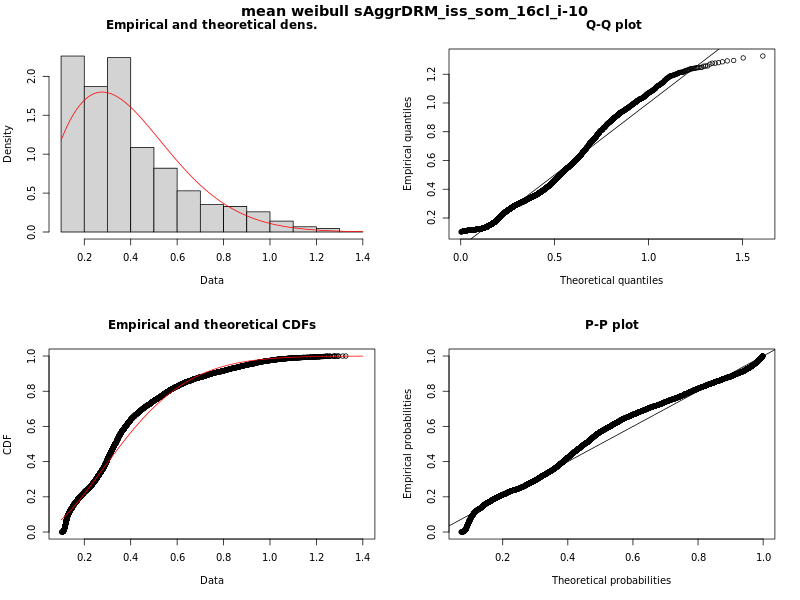 mean weibull sAggrDRM_iss_som_16cl_i-10
Empirical and theoretical dens.
Density
0.0 0.5 1.0 1.5 2.0
0.2 0.4 0.6 0.8 1.0 1.2 1.4
Data
Q-Q plot
Empirical quantiles
0.2 0.4 0.6 0.8 1.0 1.2
0.0 0.5 1.0 1.5
Theoretical quantiles
Empirical and theoretical CDFs
CDF
0.0 0.2 0.4 0.6 0.8 1.0
0.2 0.4 0.6 0.8 1.0 1.2 1.4
Data
P-P plot
Empirical probabilities
0.0 0.2 0.4 0.6 0.8 1.0
0.2 0.4 0.6 0.8 1.0
Theoretical probabilities